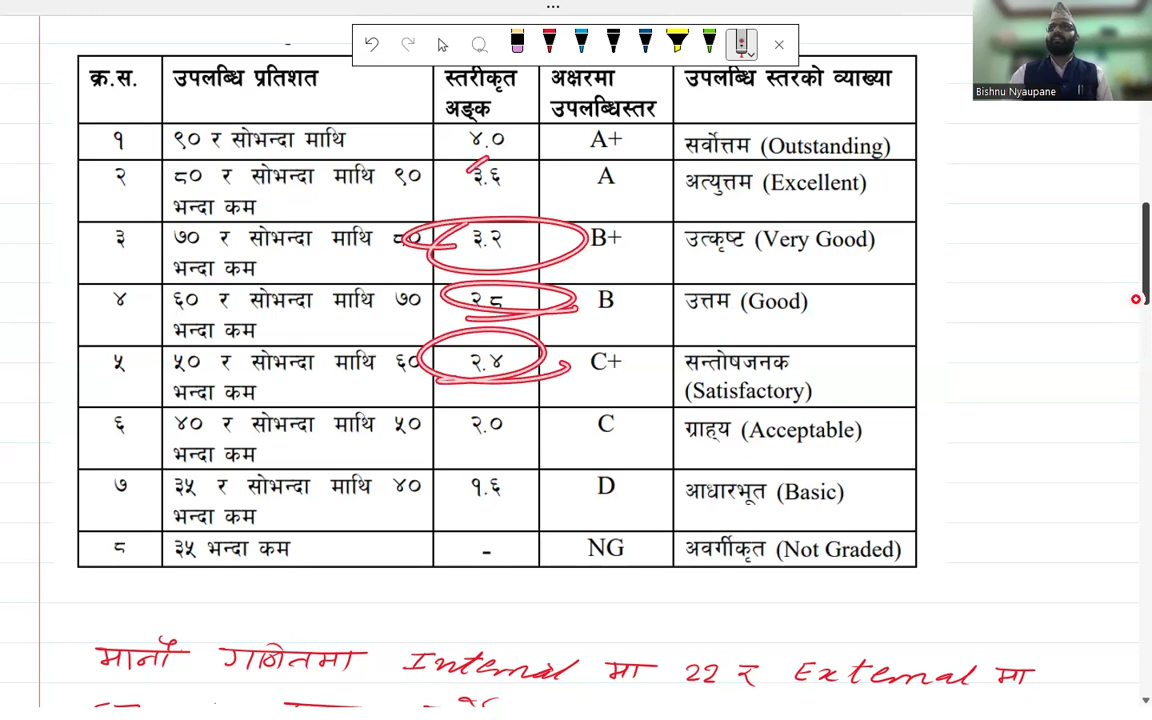 Bishnu Nyaupane
क्र.स. उपलब्धि प्रतिशत स्तरीकृत अङ्क अक्षरमा उपलब्धिस्तर उपलब्धि स्तरको व्याख्या
१ ९० र सोभन्दा माथि ४.० A+ सर्वोत्तम (Outstanding)
२ ८० र सोभन्दा माथि ९० भन्दा कम ३.६ A अत्युत्तम (Excellent)
३ ७० र सोभन्दा माथि ८० भन्दा कम ३.२ B+ उत्कृष्ट (Very Good)
४ ६० र सोभन्दा माथि ७० भन्दा कम २.८ B उत्तम (Good)
५ ५० र सोभन्दा माथि ६० भन्दा कम २.४ C+ सन्तोषजनक (Satisfactory)
६ ४० र सोभन्दा माथि ५० भन्दा कम २.० C ग्राह्य (Acceptable)
७ ३५ र सोभन्दा माथि ४० भन्दा कम १.६ D आधारभूत (Basic)
८ ३५ भन्दा कम - NG अवर्गीकृत (Not Graded)
मानौं गणितमा Internal मा 22 र External मा